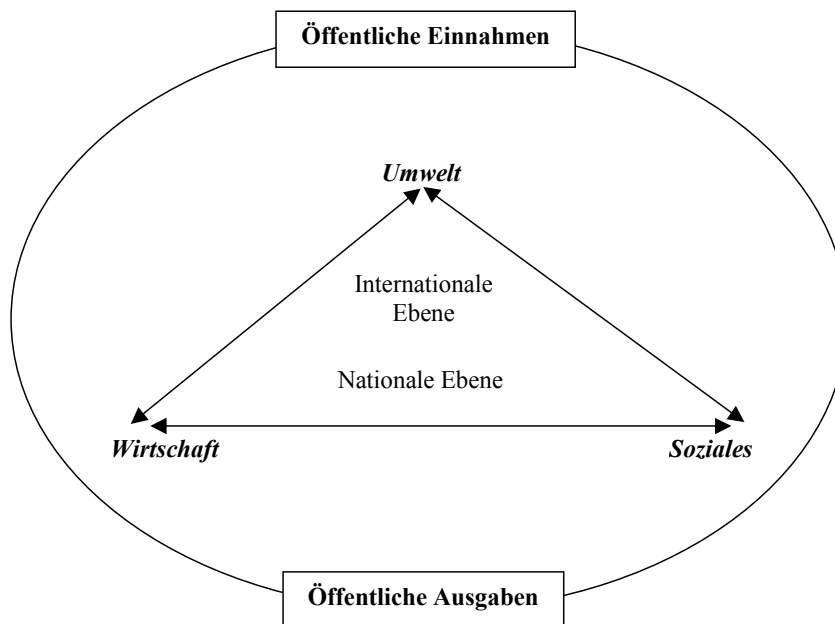 Öffentliche Einnahmen
Umwelt
Internationale
Ebene
Nationale Ebene
Wirtschaft
Soziales
Öffentliche Ausgaben